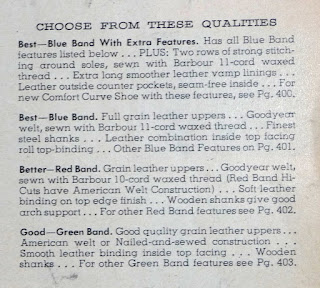 CHOOSE FROM THESE QUALITIES
Best—Blue Band With Extra Features. Has all Blue Band
features listed below . . . PLUS: Two rows of strong stitch-
ing around soles, sewn with Barbour 11-cord waxed
thread . . . Extra long smoother leather vamp linings . . .
Leather outside counter pockets, seam-free inside . . . For
new Comfort Curve Shoe with these features, see Pg. 400.
Best—Blue Band. Full grain leather uppers . . . Goodyear
welt, sewn with Barbour 11-cord waxed thread . . . Finest
steel shanks . . . Leather combination inside top facing
roll top-binding . . . Other Blue Band Features on Pg. 401.
Better—Red Band. Grain leather uppers . . . Goodyear welt,
sewn with Barbour 10-cord waxed thread (Red Band Hi-
Cuts have American Welt Construction) . . . Soft leather
binding on top edge finish . . . Wooden shanks give good
arch support . . . For other Red Band features see Pg. 402.
Good—Green Band. Good quality grain leather uppers . . .
American welt or Nailed-and-sewed construction . . .
Smooth leather binding inside top facing . . . Wooden
shanks . . . For other Green Band features see Pg. 403.